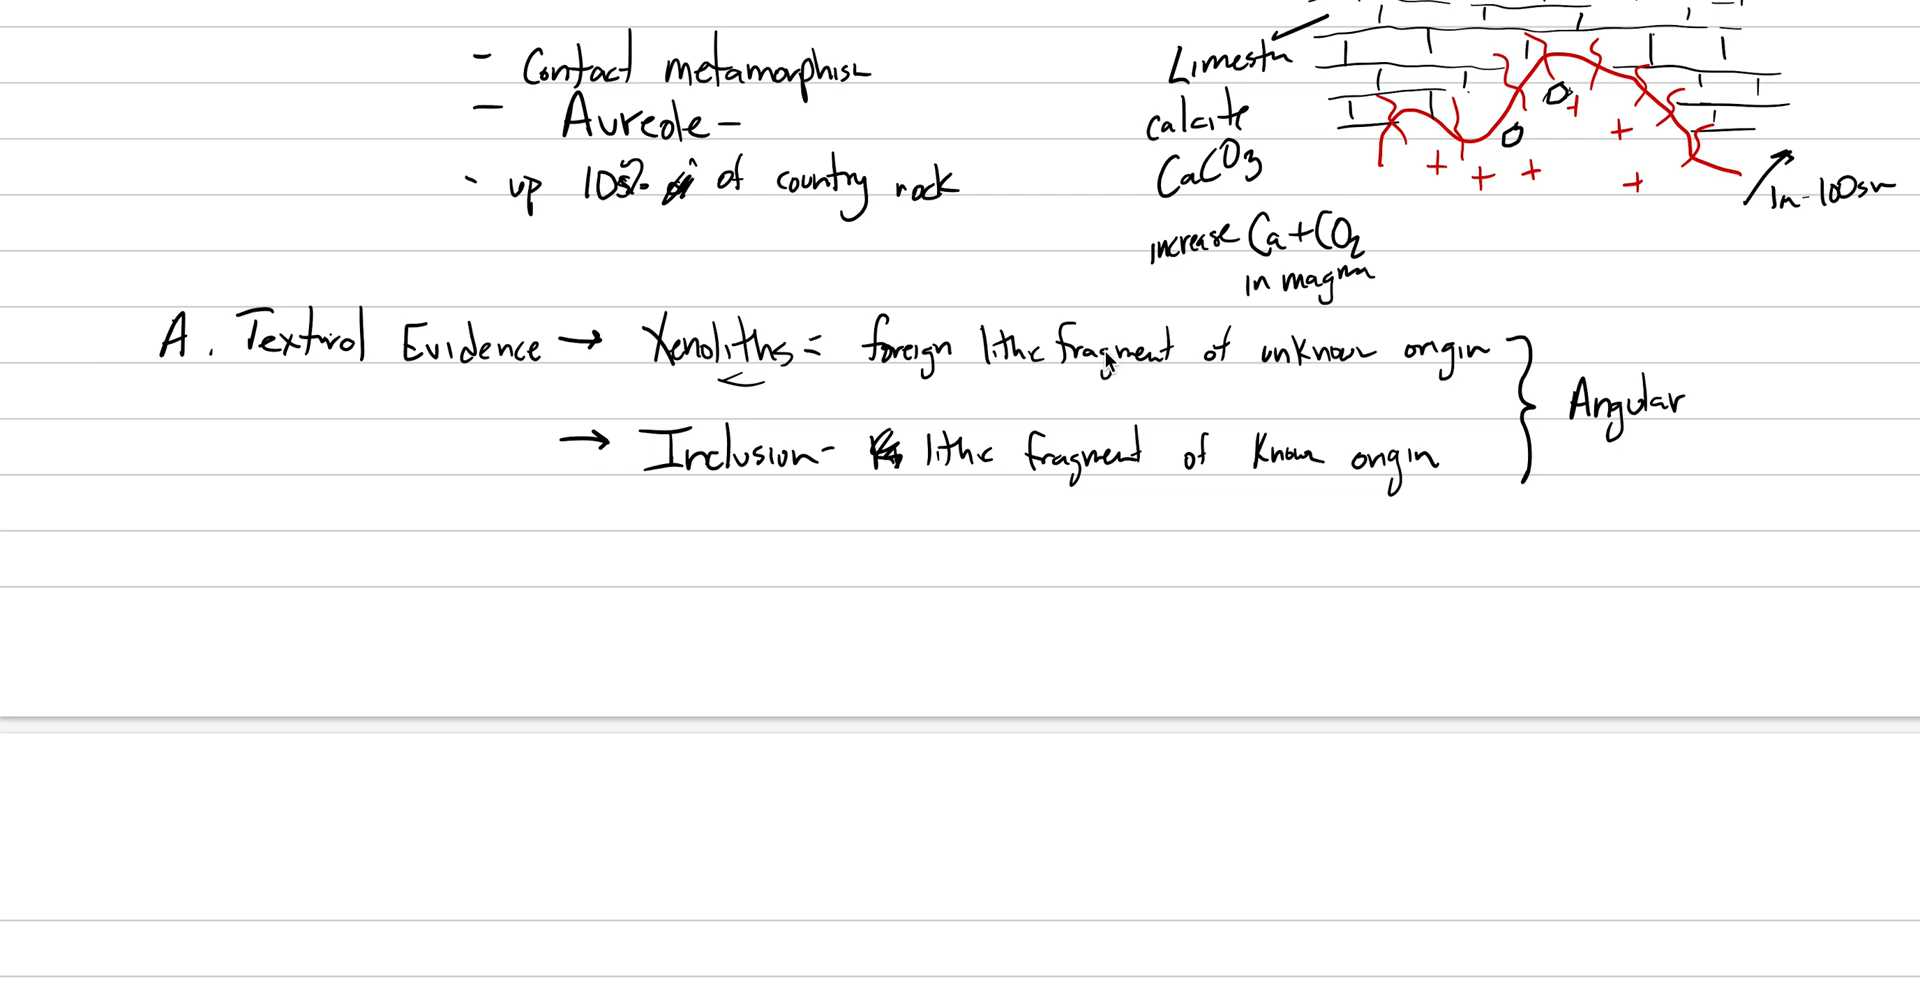 - Contact metamorphism
- Aureole -
- up 10s% of country rock
Limestn
calcite
CaCO3
increase Ca + CO2
in magma
1m-100sm
A. Textural Evidence → Xenoliths = foreign lithic fragment of unknown origin
→ Inclusion - lithic fragment of known origin
Angular